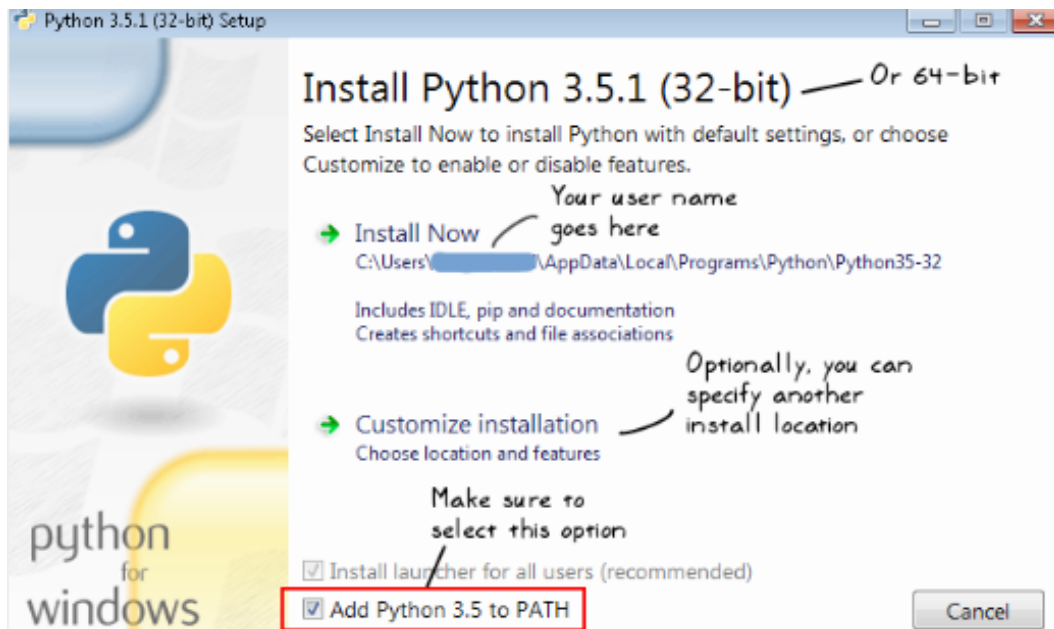 Python 3.5.1 (32-bit) Setup
Install Python 3.5.1 (32-bit)
Or 64-bit
Select Install Now to install Python with default settings, or choose
Customize to enable or disable features.
Your user name
goes here
Install Now
C:\Users\ \AppData\Local\Programs\Python\Python35-32
Includes IDLE, pip and documentation
Creates shortcuts and file associations
Optionally, you can
specify another
install location
Customize installation
Choose location and features
Make sure to
select this option
python
for
windows
Install launcher for all users (recommended)
Add Python 3.5 to PATH
Cancel